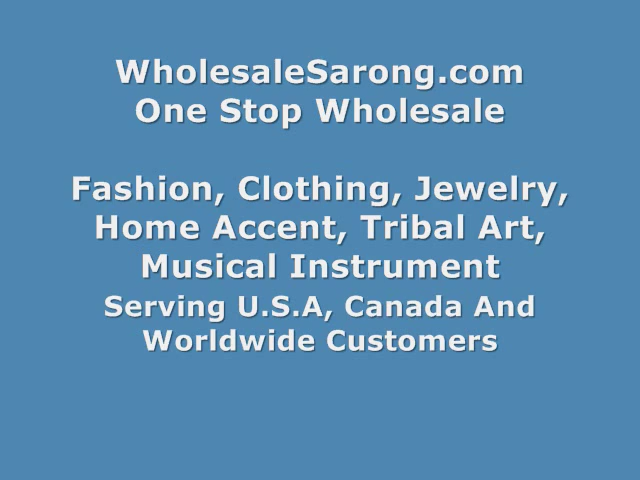 WholesaleSarong.com
One Stop Wholesale
Fashion, Clothing, Jewelry,
Home Accent, Tribal Art,
Musical Instrument
Serving U.S.A, Canada And
Worldwide Customers